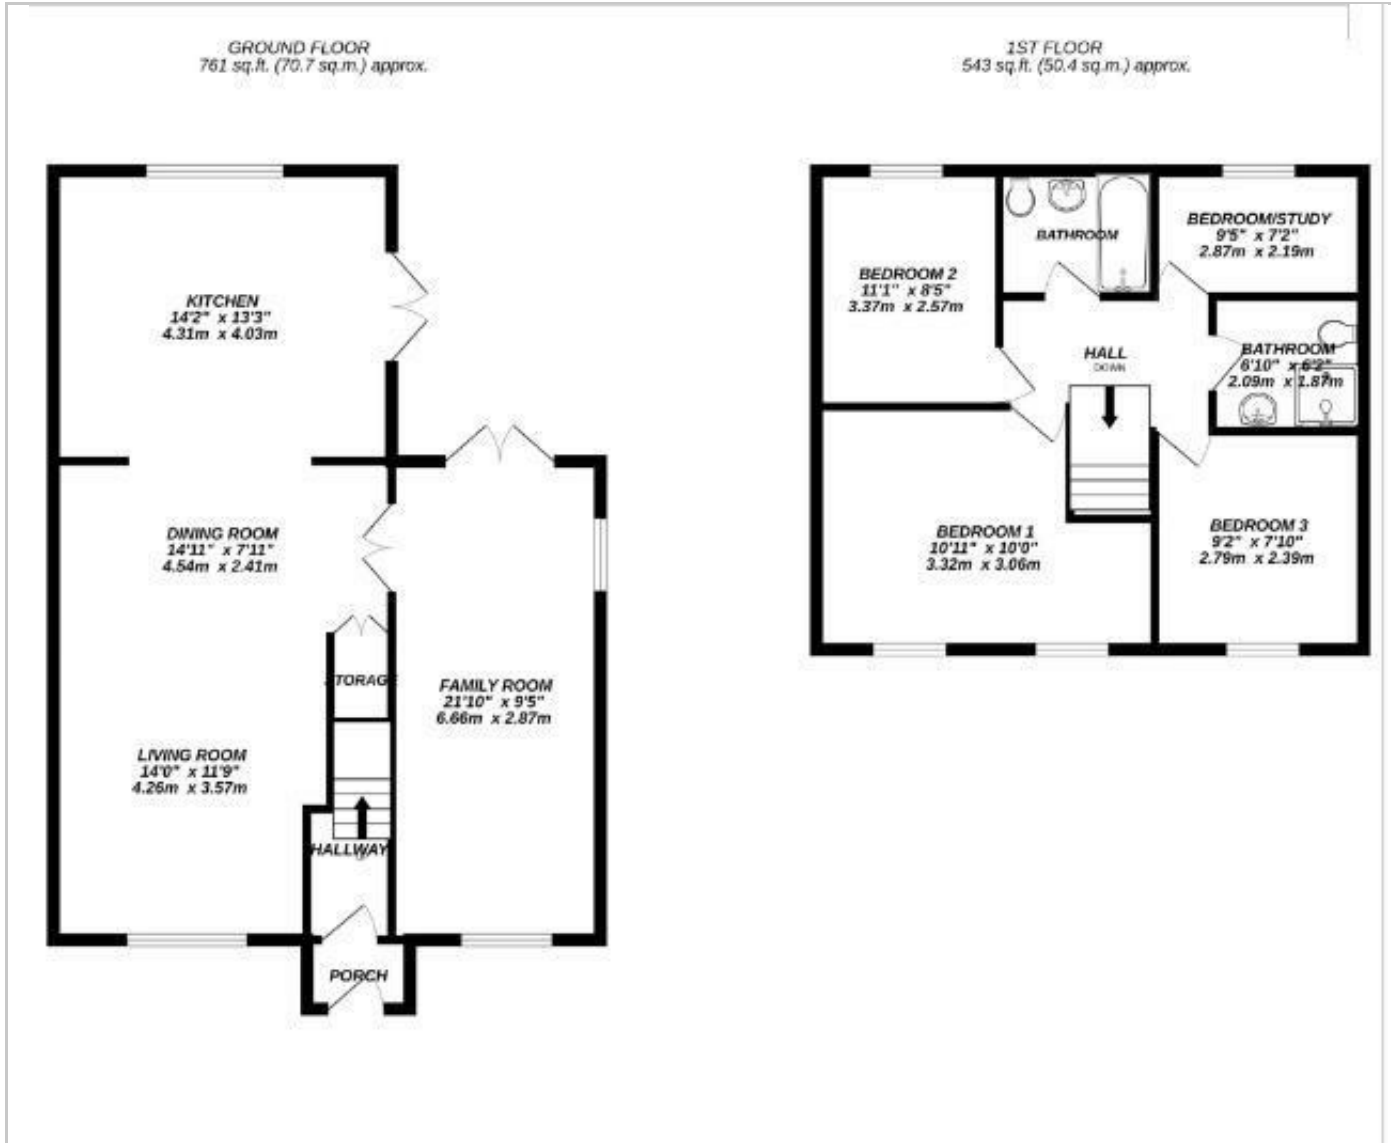 GROUND FLOOR
761 sq.ft. (70.7 sq.m.) approx.
1ST FLOOR
543 sq.ft. (50.4 sq.m.) approx.
KITCHEN
14'2" x 13'3"
4.31m x 4.03m
DINING ROOM
14'11" x 7'11"
4.54m x 2.41m
STORAGE
FAMILY ROOM
21'10" x 9'5"
6.66m x 2.87m
LIVING ROOM
14'0" x 11'9"
4.26m x 3.57m
HALLWAY
PORCH
BEDROOM 2
11'1" x 8'5"
3.37m x 2.57m
BATHROOM
BEDROOM/STUDY
9'5" x 7'2"
2.87m x 2.19m
HALL
DOWN
BATHROOM
6'10" x 6'2"
2.09m x 1.87m
BEDROOM 1
10'11" x 10'0"
3.32m x 3.06m
BEDROOM 3
9'2" x 7'10"
2.79m x 2.39m